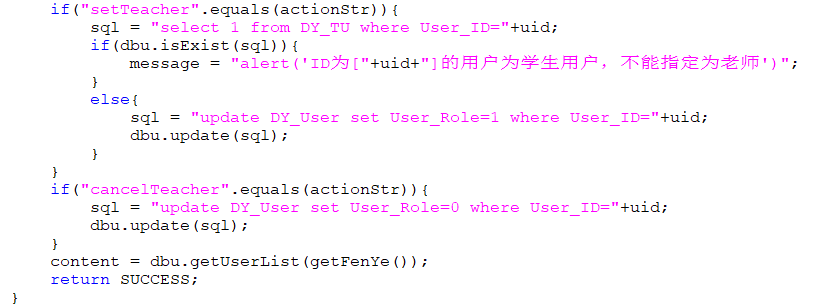 if("setTeacher".equals(actionStr)){
sql = "select 1 from DY_TU where User_ID="+uid;
if(dbu.isExist(sql)){
message = "alert('ID为["+uid+"]的用户为学生用户，不能指定为老师')";
}
else{
sql = "update DY_User set User_Role=1 where User_ID="+uid;
dbu.update(sql);
}
}
if("cancelTeacher".equals(actionStr)){
sql = "update DY_User set User_Role=0 where User_ID="+uid;
dbu.update(sql);
}
content = dbu.getUserList(getFenYe());
return SUCCESS;
}